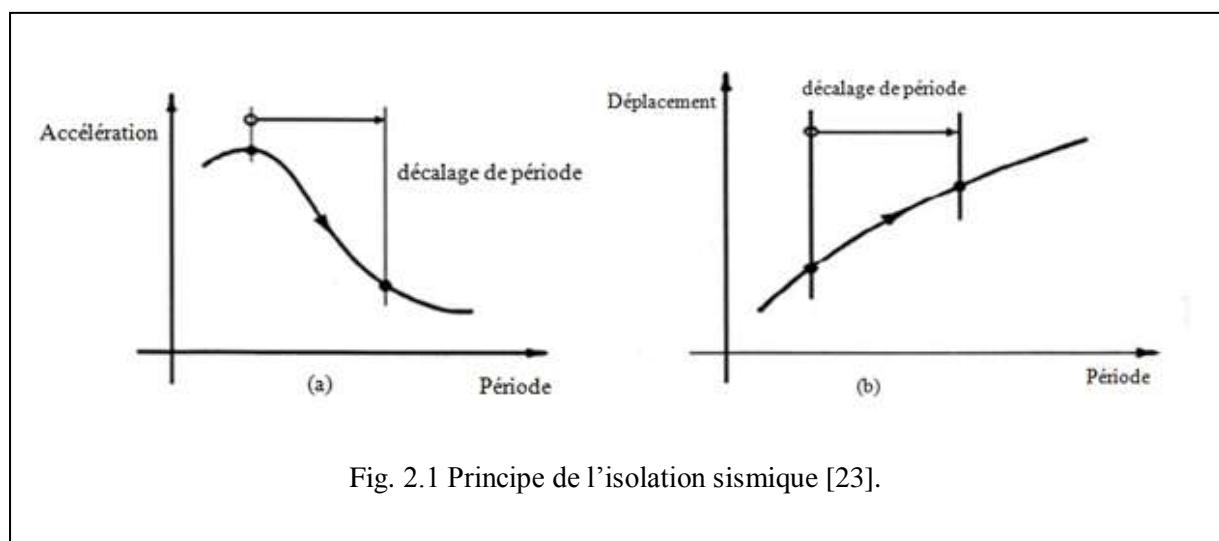 Accélération
décalage de période
(a)
Période
Déplacement
décalage de période
(b)
Période
Fig. 2.1 Principe de l’isolation sismique [23].